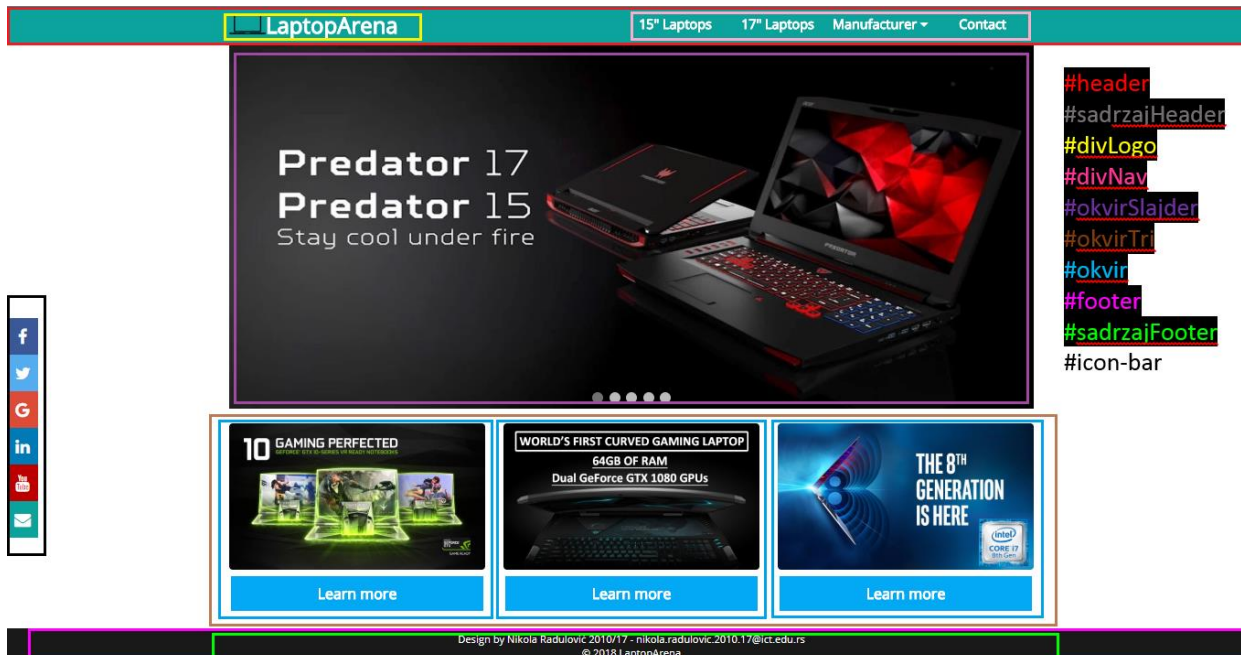 LaptopArena
15" Laptops 17" Laptops Manufacturer Contact
Predator 17
Predator 15
Stay cool under fire
#header
#sadrzajHeader
#divLogo
#divNav
#okvirSlajder
#okvirTri
#okvir
#footer
#sadrzajFooter
#icon-bar
f
G
in
You
Tube
10 GAMING PERFECTED
GEFORCE GTX 10-SERIES VR READY NOTEBOOKS
WORLD'S FIRST CURVED GAMING LAPTOP
64GB OF RAM
Dual GeForce GTX 1080 GPUs
THE 8TH
GENERATION
IS HERE
intel
CORE i7
8th Gen
Learn more
Learn more
Learn more
Design by Nikola Radulović 2010/17 - nikola.radulovic.2010.17@ict.edu.rs
© 2018 LaptopArena